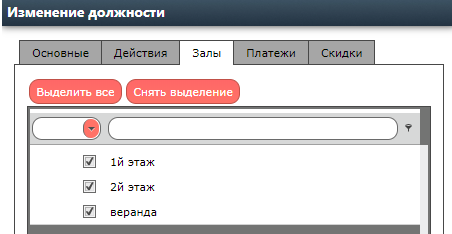 Изменение должности
Основные Действия Залы Платежи Скидки
Выделить все Снять выделение
1й этаж
2й этаж
веранда